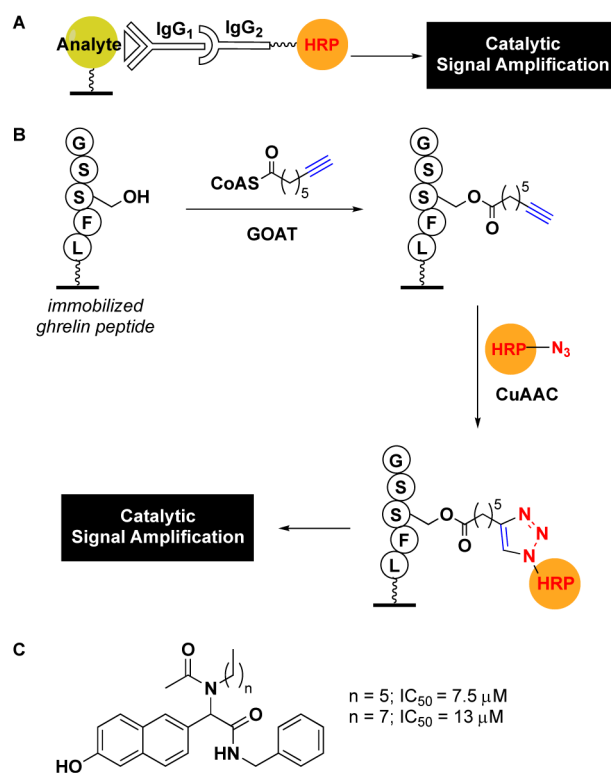 A
Analyte
IgG1
IgG2
HRP
Catalytic
Signal Amplification
B
G
S
S
F
L
OH
immobilized
ghrelin peptide
O
CoAS
5
GOAT
G
S
S
F
L
O
O
5
HRP
N3
CuAAC
G
S
S
F
L
O
O
5
N
N
N
HRP
Catalytic
Signal Amplification
C
O
N
n
O
HO
HN
n = 5; IC50 = 7.5 μM
n = 7; IC50 = 13 μM